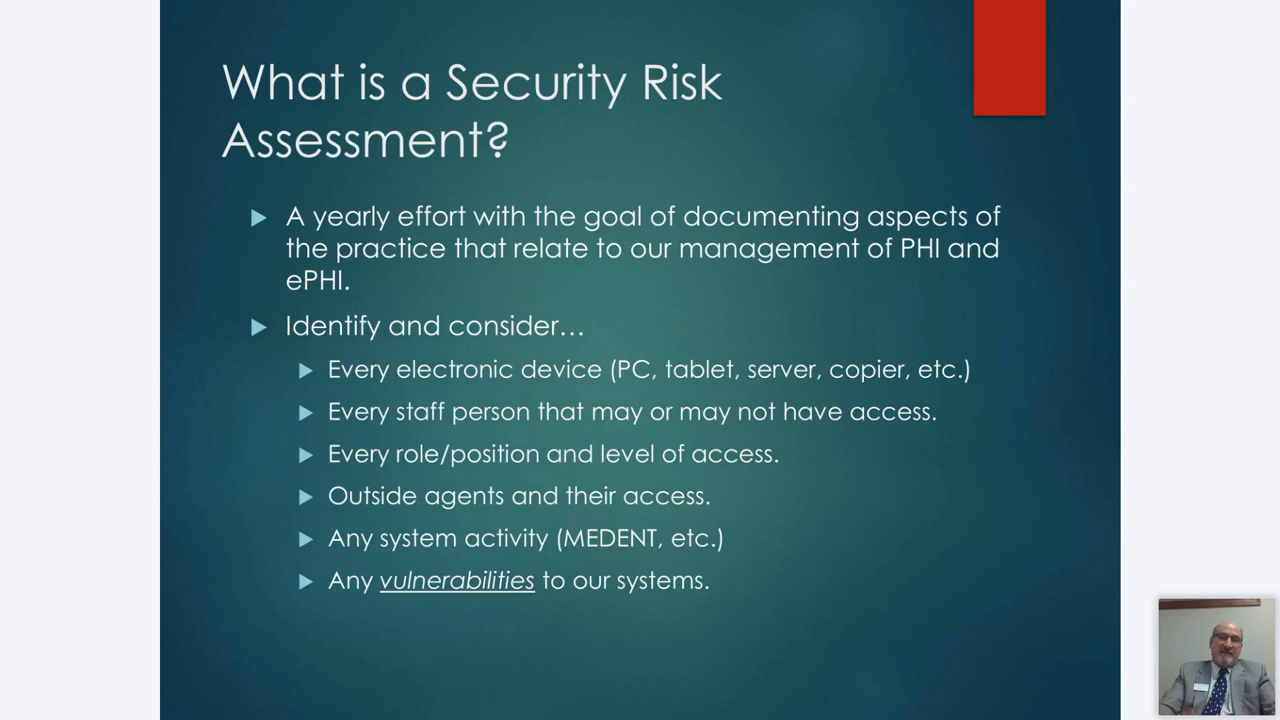 What is a Security Risk
Assessment?
A yearly effort with the goal of documenting aspects of
the practice that relate to our management of PHI and
ePHI.
Identify and consider…
Every electronic device (PC, tablet, server, copier, etc.)
Every staff person that may or may not have access.
Every role/position and level of access.
Outside agents and their access.
Any system activity (MEDENT, etc.)
Any vulnerabilities to our systems.